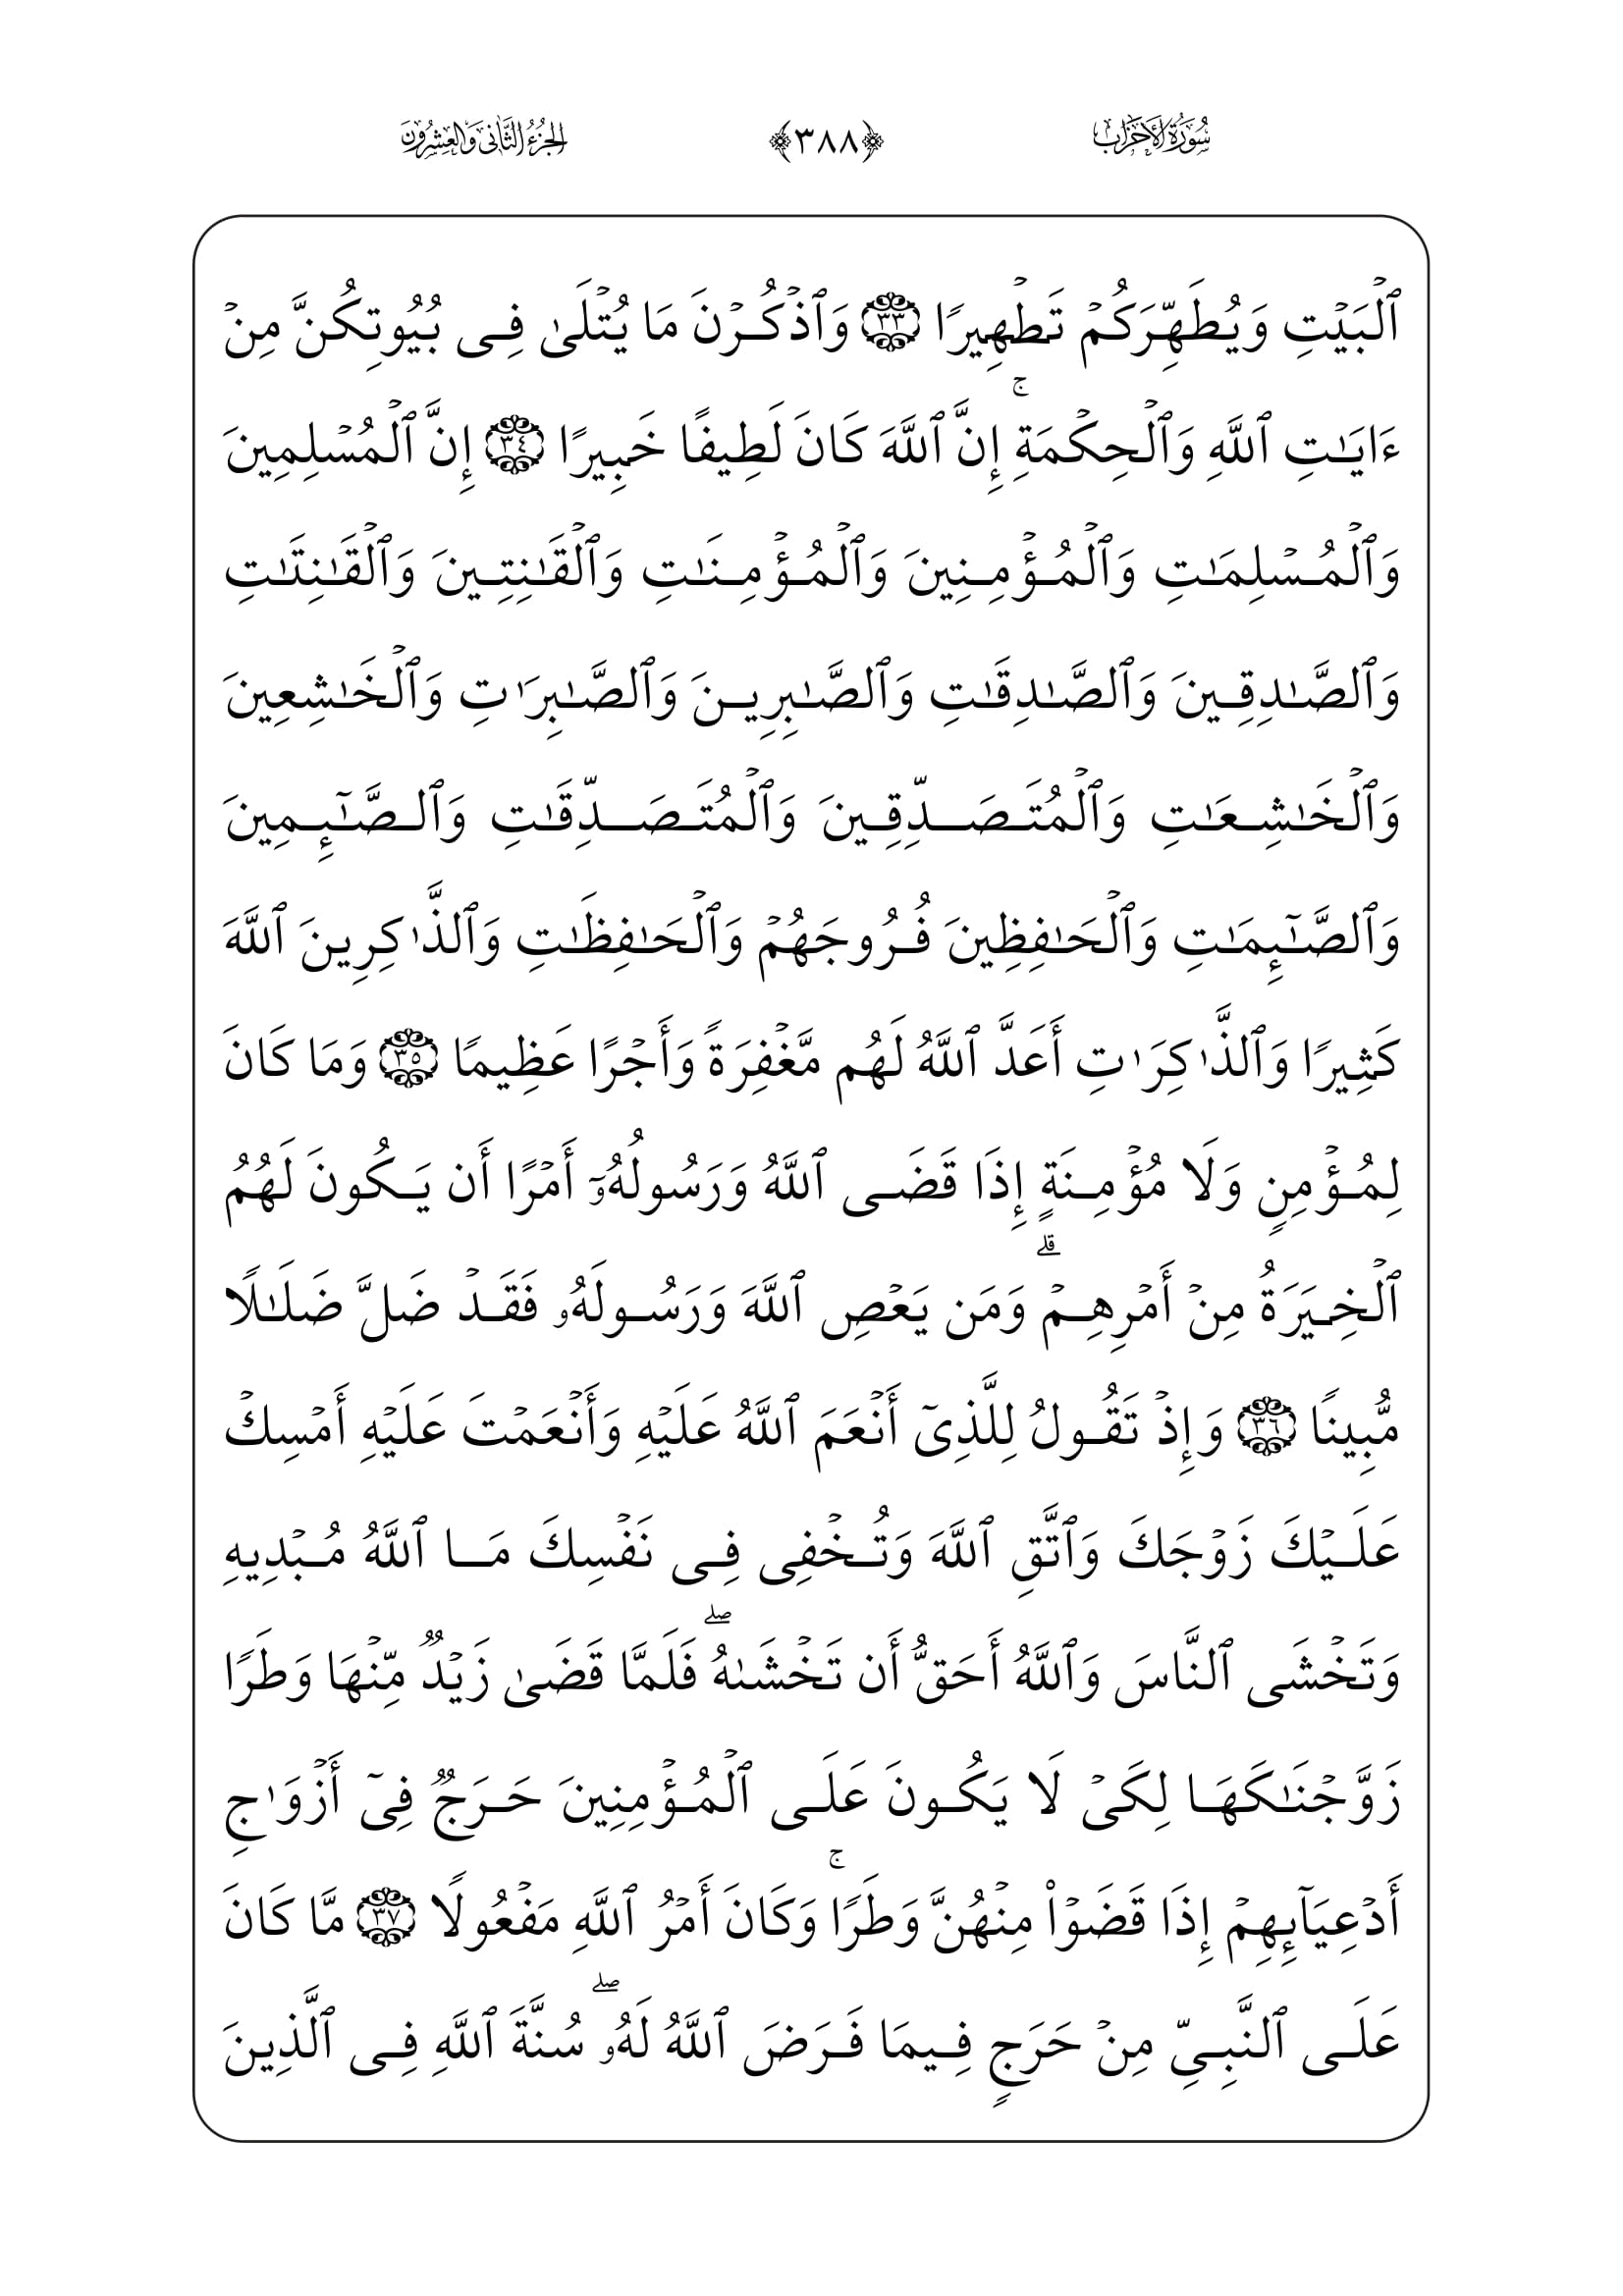 سُورَةُ الأَحْزَاب ﴿٣٨٨﴾ الجُزْءُ الثَّانِي وَالعِشْرُونَ
ٱلۡبَيۡتِ وَيُطَهِّرَكُمۡ تَطۡهِيرًا ٣٣ وَٱذۡكُرۡنَ مَا يُتۡلَىٰ فِى بُيُوتِكُنَّ مِنۡ
ءَايَـٰتِ ٱللَّهِ وَٱلۡحِكۡمَةِۚ إِنَّ ٱللَّهَ كَانَ لَطِيفًا خَبِيرًا ٣٤ إِنَّ ٱلۡمُسۡلِمِينَ
وَٱلۡمُسۡلِمَـٰتِ وَٱلۡمُؤۡمِنِينَ وَٱلۡمُؤۡمِنَـٰتِ وَٱلۡقَـٰنِتِينَ وَٱلۡقَـٰنِتَـٰتِ
وَٱلصَّـٰدِقِينَ وَٱلصَّـٰدِقَـٰتِ وَٱلصَّـٰبِرِينَ وَٱلصَّـٰبِرَٰتِ وَٱلۡخَـٰشِعِينَ
وَٱلۡخَـٰشِعَـٰتِ وَٱلۡمُتَصَدِّقِينَ وَٱلۡمُتَصَدِّقَـٰتِ وَٱلصَّـٰٓئِمِينَ
وَٱلصَّـٰٓئِمَـٰتِ وَٱلۡحَـٰفِظِينَ فُرُوجَهُمۡ وَٱلۡحَـٰفِظَـٰتِ وَٱلذَّٰكِرِينَ ٱللَّهَ
كَثِيرًا وَٱلذَّٰكِرَٰتِ أَعَدَّ ٱللَّهُ لَهُم مَّغۡفِرَةً وَأَجۡرًا عَظِيمًا ٣٥ وَمَا كَانَ
لِمُؤۡمِنٍ وَلَا مُؤۡمِنَةٍ إِذَا قَضَى ٱللَّهُ وَرَسُولُهُۥٓ أَمۡرًا أَن يَكُونَ لَهُمُ
ٱلۡخِيَرَةُ مِنۡ أَمۡرِهِمۡۗ وَمَن يَعۡصِ ٱللَّهَ وَرَسُولَهُۥ فَقَدۡ ضَلَّ ضَلَـٰلًا
مُّبِينًا ٣٦ وَإِذۡ تَقُولُ لِلَّذِىٓ أَنۡعَمَ ٱللَّهُ عَلَيۡهِ وَأَنۡعَمۡتَ عَلَيۡهِ أَمۡسِكۡ
عَلَيۡكَ زَوۡجَكَ وَٱتَّقِ ٱللَّهَ وَتُخۡفِى فِى نَفۡسِكَ مَا ٱللَّهُ مُبۡدِيهِ
وَتَخۡشَى ٱلنَّاسَ وَٱللَّهُ أَحَقُّ أَن تَخۡشَىٰهُۖ فَلَمَّا قَضَىٰ زَيۡدٌ مِّنۡهَا وَطَرًا
زَوَّجۡنَـٰكَهَا لِكَىۡ لَا يَكُونَ عَلَى ٱلۡمُؤۡمِنِينَ حَرَجٌ فِىٓ أَزۡوَٰجِ
أَدۡعِيَآئِهِمۡ إِذَا قَضَوۡا۟ مِنۡهُنَّ وَطَرًاۚ وَكَانَ أَمۡرُ ٱللَّهِ مَفۡعُولًا ٣٧ مَّا كَانَ
عَلَى ٱلنَّبِىِّ مِنۡ حَرَجٍ فِيمَا فَرَضَ ٱللَّهُ لَهُۥۖ سُنَّةَ ٱللَّهِ فِى ٱلَّذِينَ